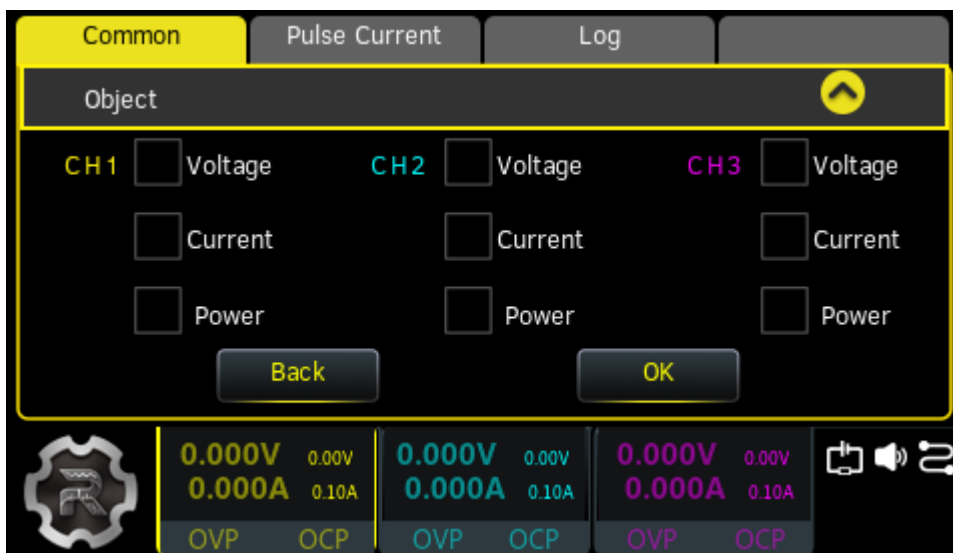 Common Pulse Current Log
Object
CH1 Voltage CH2 Voltage CH3 Voltage
Current Current Current
Power Power Power
Back OK
0.000V 0.00V 0.000V 0.00V 0.000V 0.00V
0.000A 0.10A 0.000A 0.10A 0.000A 0.10A
OVP OCP OVP OCP OVP OCP